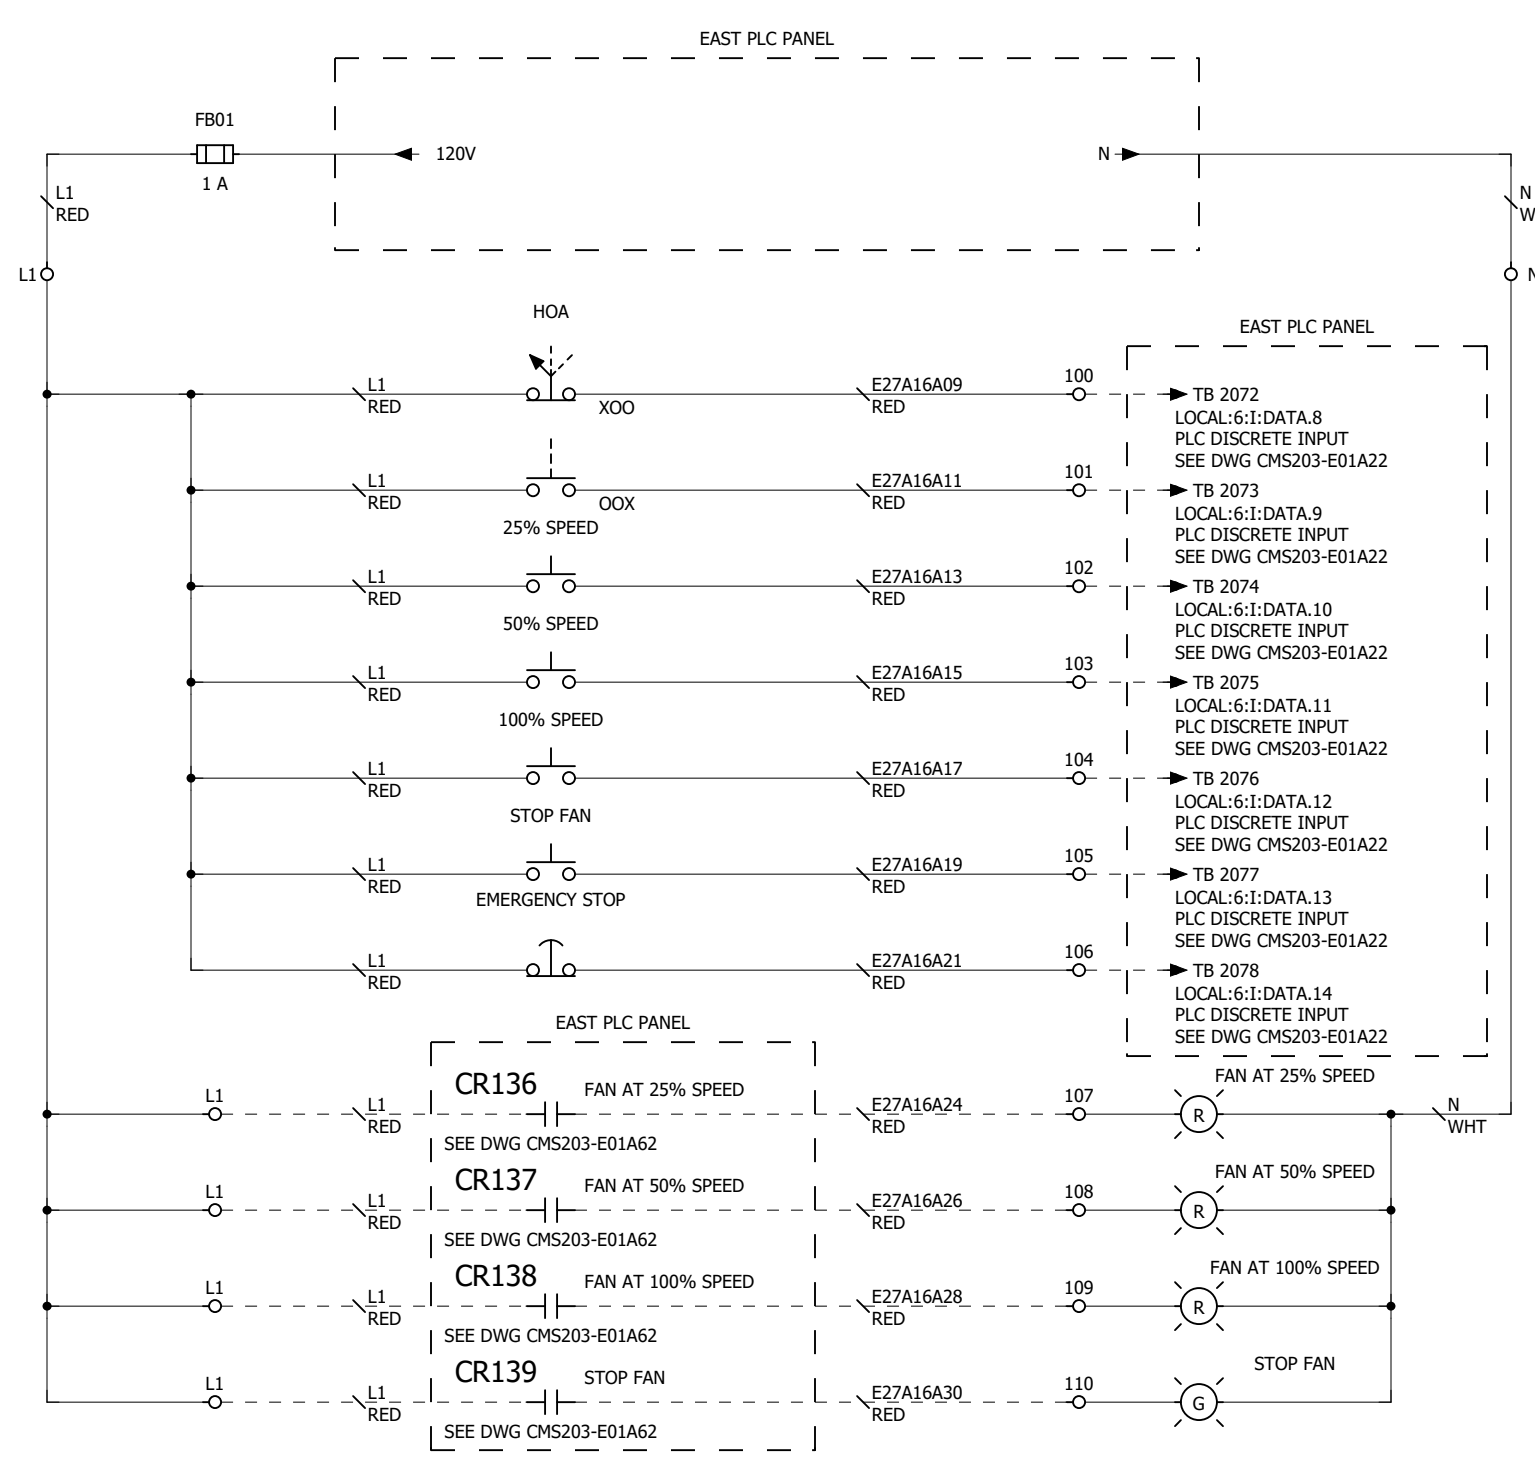 EAST PLC PANEL
FB01
120V
N
1 A
L1
RED
N
W
L1
N
HOA
EAST PLC PANEL
L1
RED
XOO
E27A16A09
RED
100
TB 2072
LOCAL:6:I:DATA.8
PLC DISCRETE INPUT
SEE DWG CMS203-E01A22
L1
RED
OOX
E27A16A11
RED
101
TB 2073
LOCAL:6:I:DATA.9
PLC DISCRETE INPUT
SEE DWG CMS203-E01A22
25% SPEED
L1
RED
E27A16A13
RED
102
TB 2074
LOCAL:6:I:DATA.10
PLC DISCRETE INPUT
SEE DWG CMS203-E01A22
50% SPEED
L1
RED
E27A16A15
RED
103
TB 2075
LOCAL:6:I:DATA.11
PLC DISCRETE INPUT
SEE DWG CMS203-E01A22
100% SPEED
L1
RED
E27A16A17
RED
104
TB 2076
LOCAL:6:I:DATA.12
PLC DISCRETE INPUT
SEE DWG CMS203-E01A22
STOP FAN
L1
RED
E27A16A19
RED
105
TB 2077
LOCAL:6:I:DATA.13
PLC DISCRETE INPUT
SEE DWG CMS203-E01A22
EMERGENCY STOP
L1
RED
E27A16A21
RED
106
TB 2078
LOCAL:6:I:DATA.14
PLC DISCRETE INPUT
SEE DWG CMS203-E01A22
EAST PLC PANEL
L1
L1
RED
CR136
FAN AT 25% SPEED
SEE DWG CMS203-E01A62
E27A16A24
RED
107
FAN AT 25% SPEED
R
N
WHT
L1
L1
RED
CR137
FAN AT 50% SPEED
SEE DWG CMS203-E01A62
E27A16A26
RED
108
FAN AT 50% SPEED
R
L1
L1
RED
CR138
FAN AT 100% SPEED
SEE DWG CMS203-E01A62
E27A16A28
RED
109
FAN AT 100% SPEED
R
L1
L1
RED
CR139
STOP FAN
SEE DWG CMS203-E01A62
E27A16A30
RED
110
STOP FAN
G